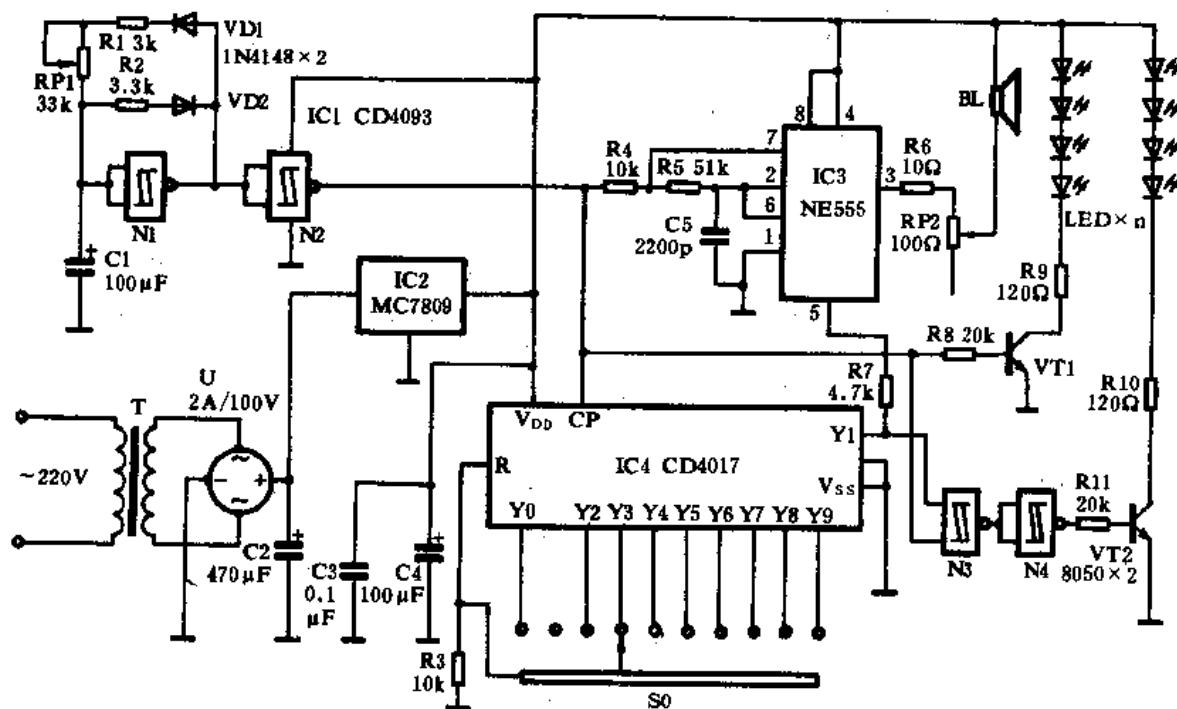 R1 3k
VD1
1N4148×2
RP1
33k
R2
3.3k
VD2
IC1 CD4093
N1
N2
C1
100μF
+
IC2
MC7809
8
4
7
2
6
1
3
5
R4
10k
R5 51k
C5
2200p
IC3
NE555
R6
10Ω
RP2
100Ω
BL
LED×n
R9
120Ω
R8 20k
VT1
R7
4.7k
R10
120Ω
U
2A/100V
T
~220V
~
- +
~
C2
470μF
+
C3
0.1
μF
C4
100μF
+
VDD CP
R
Y1
IC4 CD4017
VSS
Y0 Y2 Y3 Y4 Y5 Y6 Y7 Y8 Y9
R3
10k
S0
N3
N4
R11
20k
VT2
8050×2